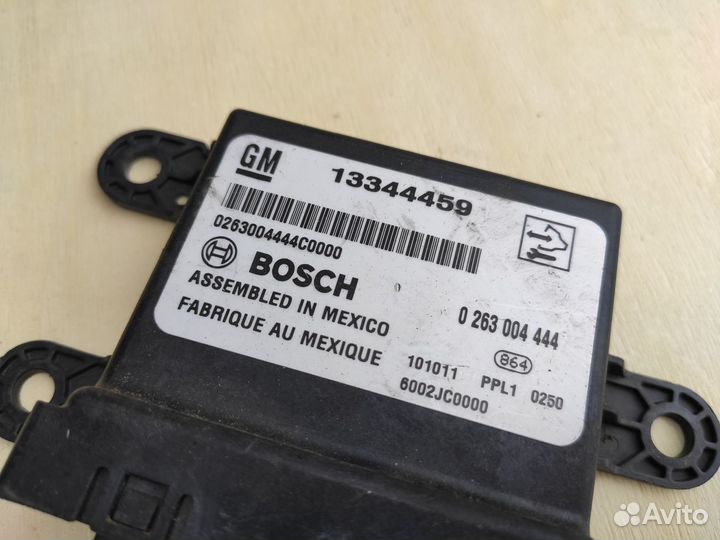 GM
13344459
0263004444C0000
BOSCH
0 263 004 444
ASSEMBLED IN MEXICO
FABRIQUE AU MEXIQUE
864
101011 PPL1 0250
6002JC0000
Avito